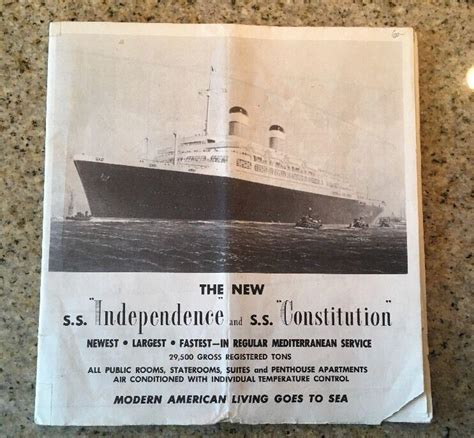 THE NEW
S.S. "Independence" and S.S. "Constitution"
NEWEST • LARGEST • FASTEST—IN REGULAR MEDITERRANEAN SERVICE
29,500 GROSS REGISTERED TONS
ALL PUBLIC ROOMS, STATEROOMS, SUITES and PENTHOUSE APARTMENTS
AIR CONDITIONED WITH INDIVIDUAL TEMPERATURE CONTROL
MODERN AMERICAN LIVING GOES TO SEA